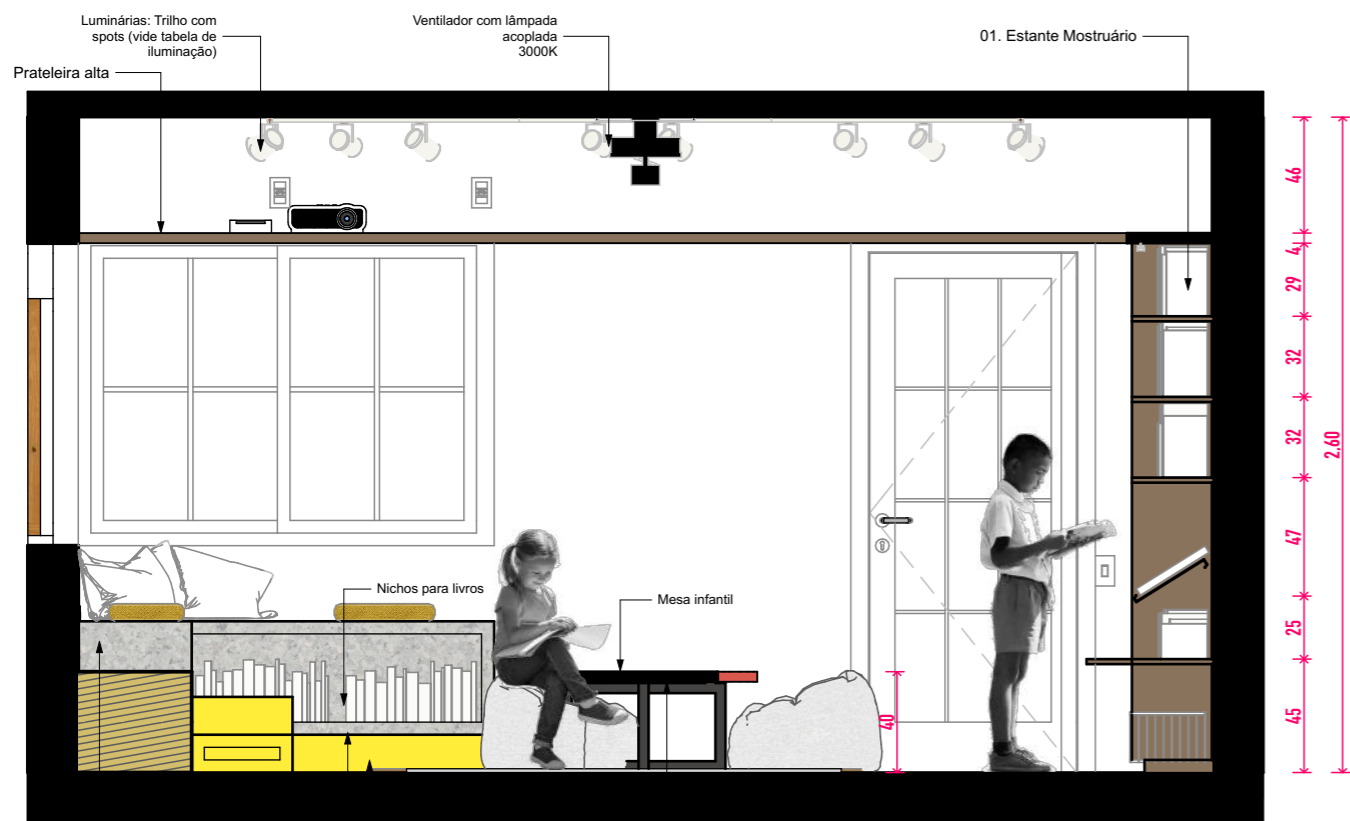 Luminárias: Trilho com
spots (vide tabela de
iluminação)
Ventilador com lâmpada
acoplada
3000K
01. Estante Mostruário
Prateleira alta
46
4
29
32
32
2,60
47
Nichos para livros
Mesa infantil
25
40
45